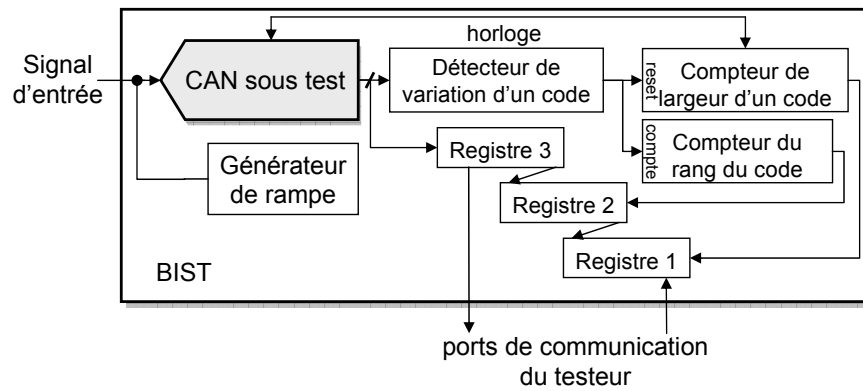 horloge
Signal
d'entrée
CAN sous test
Détecteur de
variation d'un code
reset
Compteur de
largeur d'un code
compte
Compteur du
rang du code
Générateur
de rampe
Registre 3
Registre 2
Registre 1
BIST
ports de communication
du testeur